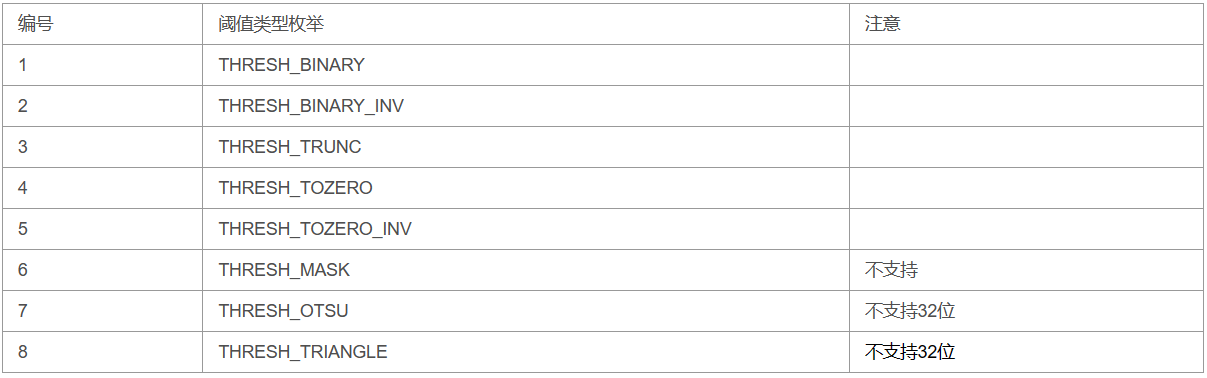 编号 阈值类型枚举 注意
1 THRESH_BINARY
2 THRESH_BINARY_INV
3 THRESH_TRUNC
4 THRESH_TOZERO
5 THRESH_TOZERO_INV
6 THRESH_MASK 不支持
7 THRESH_OTSU 不支持32位
8 THRESH_TRIANGLE 不支持32位